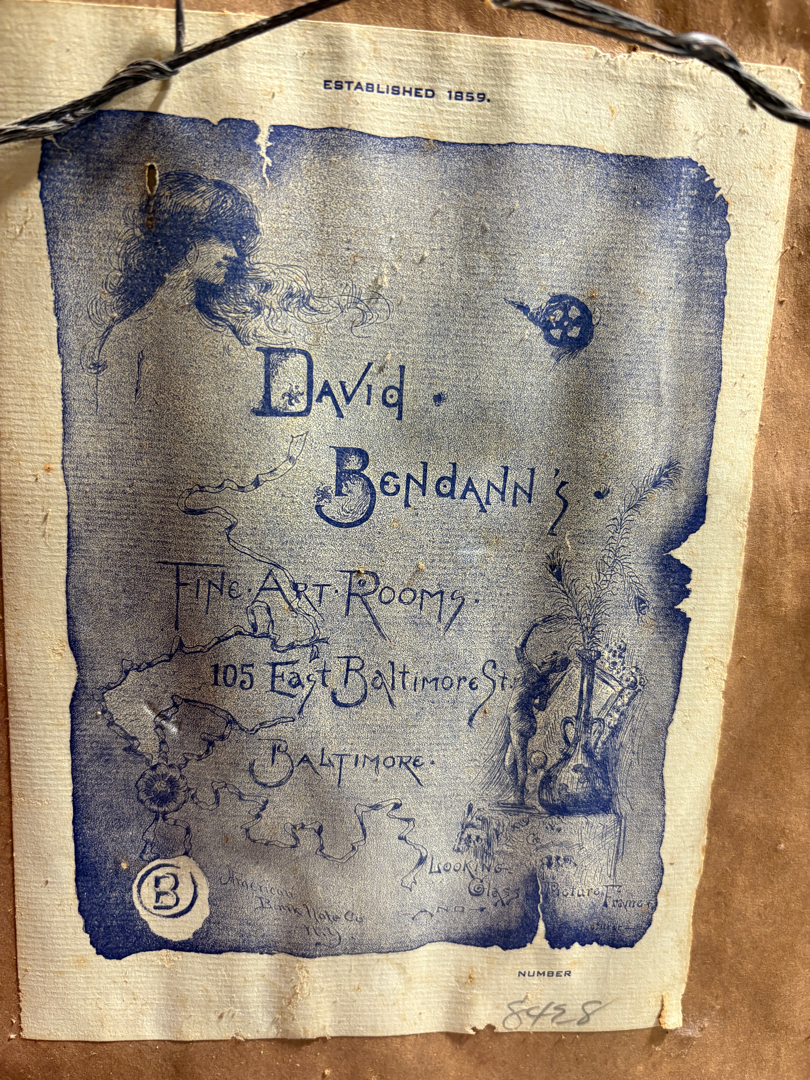 ESTABLISHED 1859.
David
Bendann's
Fine·Art·Rooms.
105 East Baltimore St.
Baltimore.
Looking
Glass Picture
AND Frames
B
American
Bank Note Co
N.Y.
NUMBER
8428